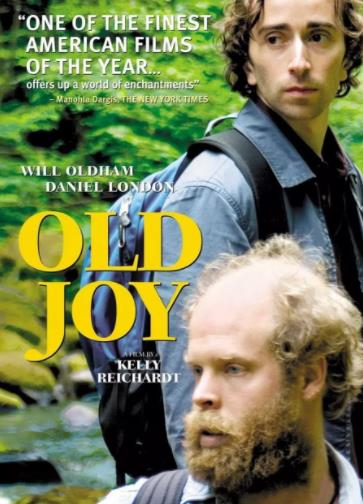 “ONE OF THE FINEST
AMERICAN FILMS
OF THE YEAR...
offers up a world of enchantments”
– Manohla Dargis, THE NEW YORK TIMES
WILL OLDHAM
DANIEL LONDON
OLD
JOY
A FILM BY
KELLY
REICHARDT